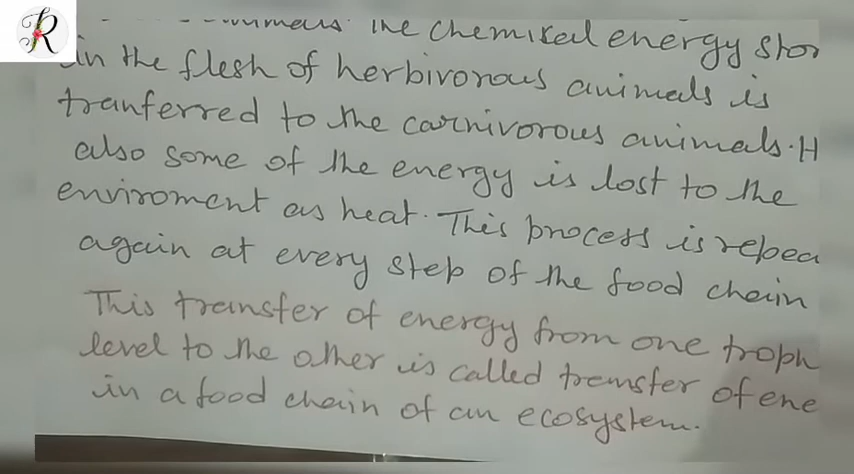 R
The chemical energy stor
in the flesh of herbivorous animals is
tranferred to the carnivorous animals. H
also some of the energy is lost to the
enviroment as heat. This process is repea
again at every step of the food chain
This transfer of energy from one troph
level to the other is called transfer of ene
in a food chain of an ecosystem.